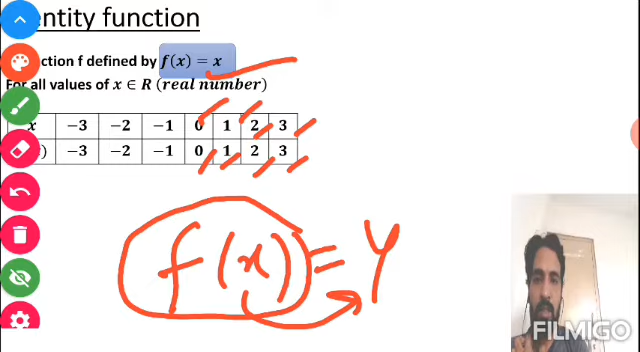 entity function
ction f defined by f(x) = x
For all values of x ∈ R (real number)
x −3 −2 −1 0 1 2 3
) −3 −2 −1 0 1 2 3
f(x) = y
FILMIGO